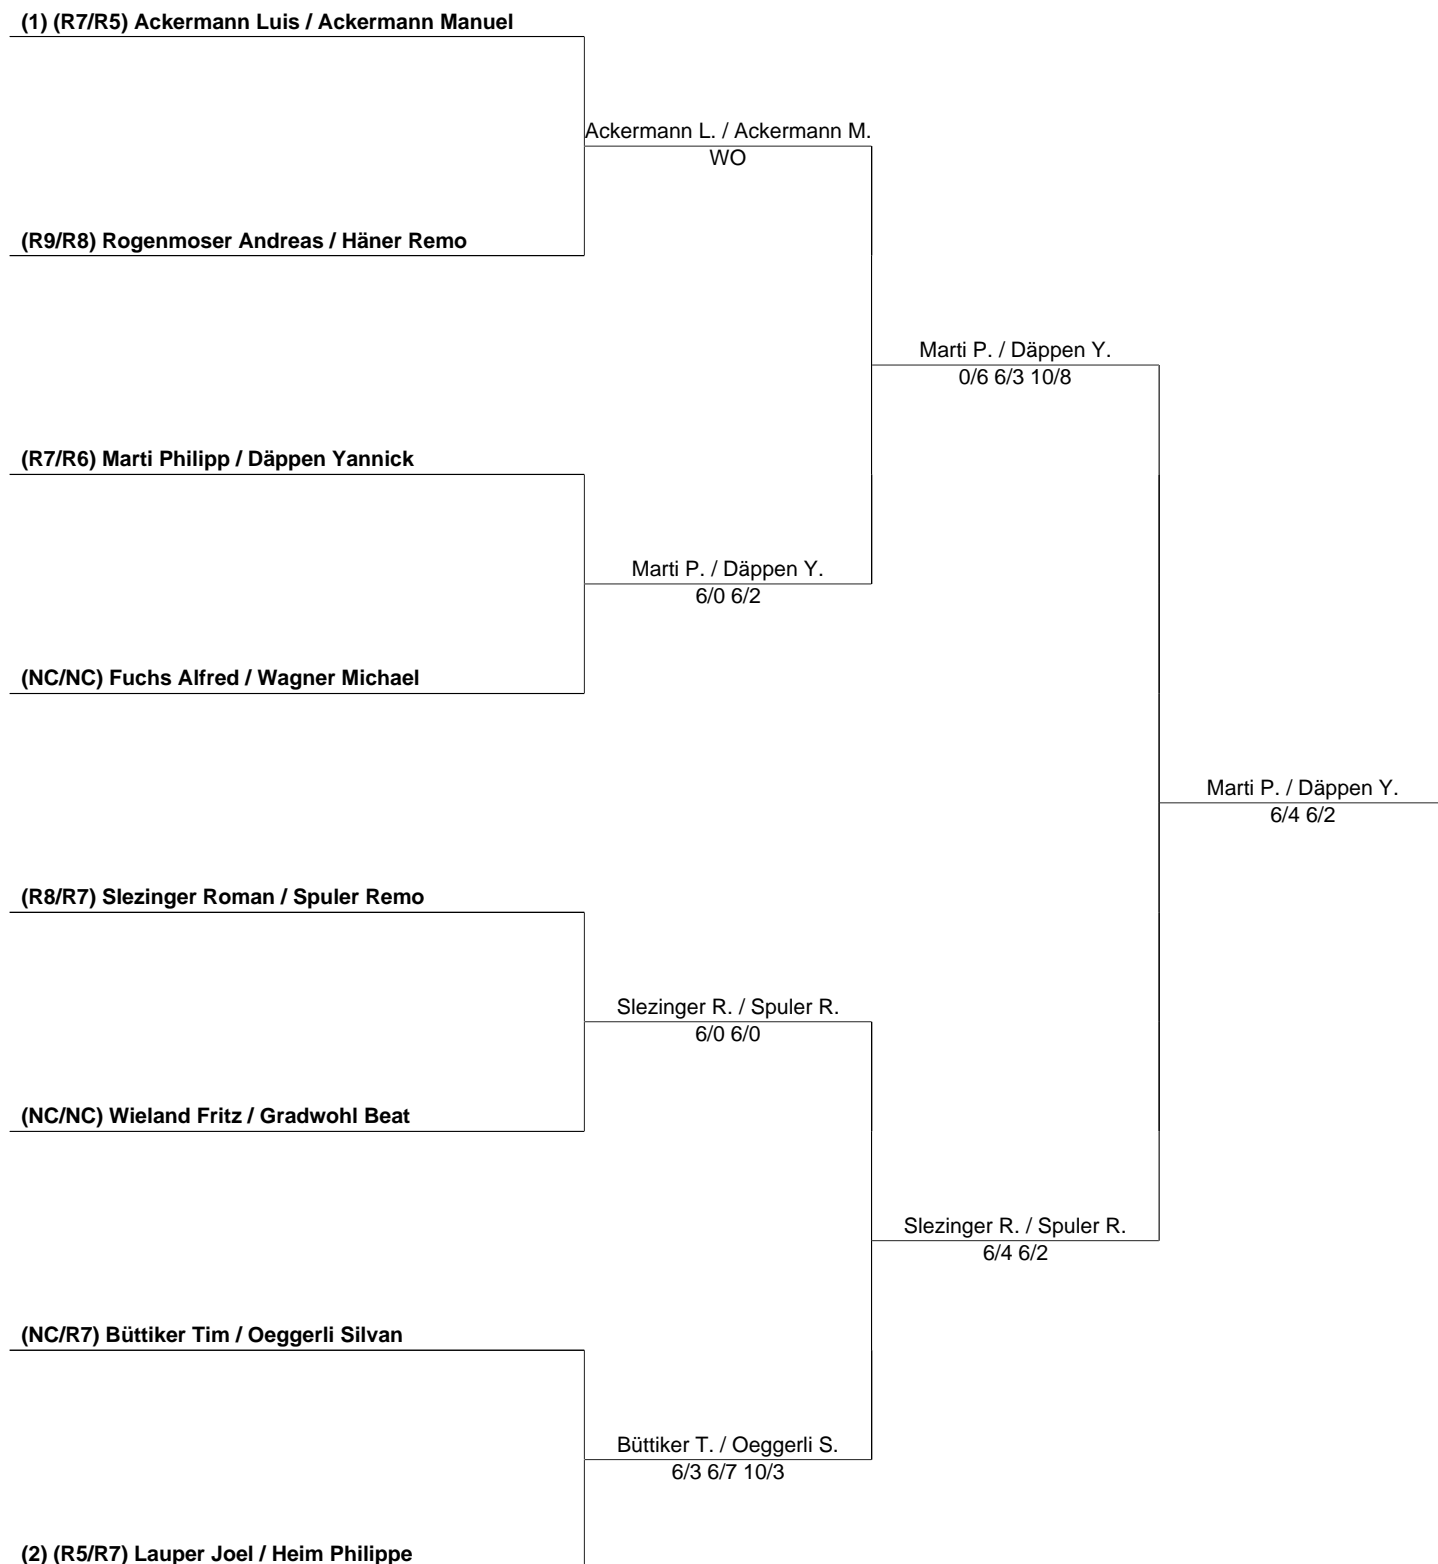 (1) (R7/R5) Ackermann Luis / Ackermann Manuel
Ackermann L. / Ackermann M.
WO
(R9/R8) Rogenmoser Andreas / Häner Remo
Marti P. / Däppen Y.
0/6 6/3 10/8
(R7/R6) Marti Philipp / Däppen Yannick
Marti P. / Däppen Y.
6/0 6/2
(NC/NC) Fuchs Alfred / Wagner Michael
Marti P. / Däppen Y.
6/4 6/2
(R8/R7) Slezinger Roman / Spuler Remo
Slezinger R. / Spuler R.
6/0 6/0
(NC/NC) Wieland Fritz / Gradwohl Beat
Slezinger R. / Spuler R.
6/4 6/2
(NC/R7) Büttiker Tim / Oeggerli Silvan
Büttiker T. / Oeggerli S.
6/3 6/7 10/3
(2) (R5/R7) Lauper Joel / Heim Philippe